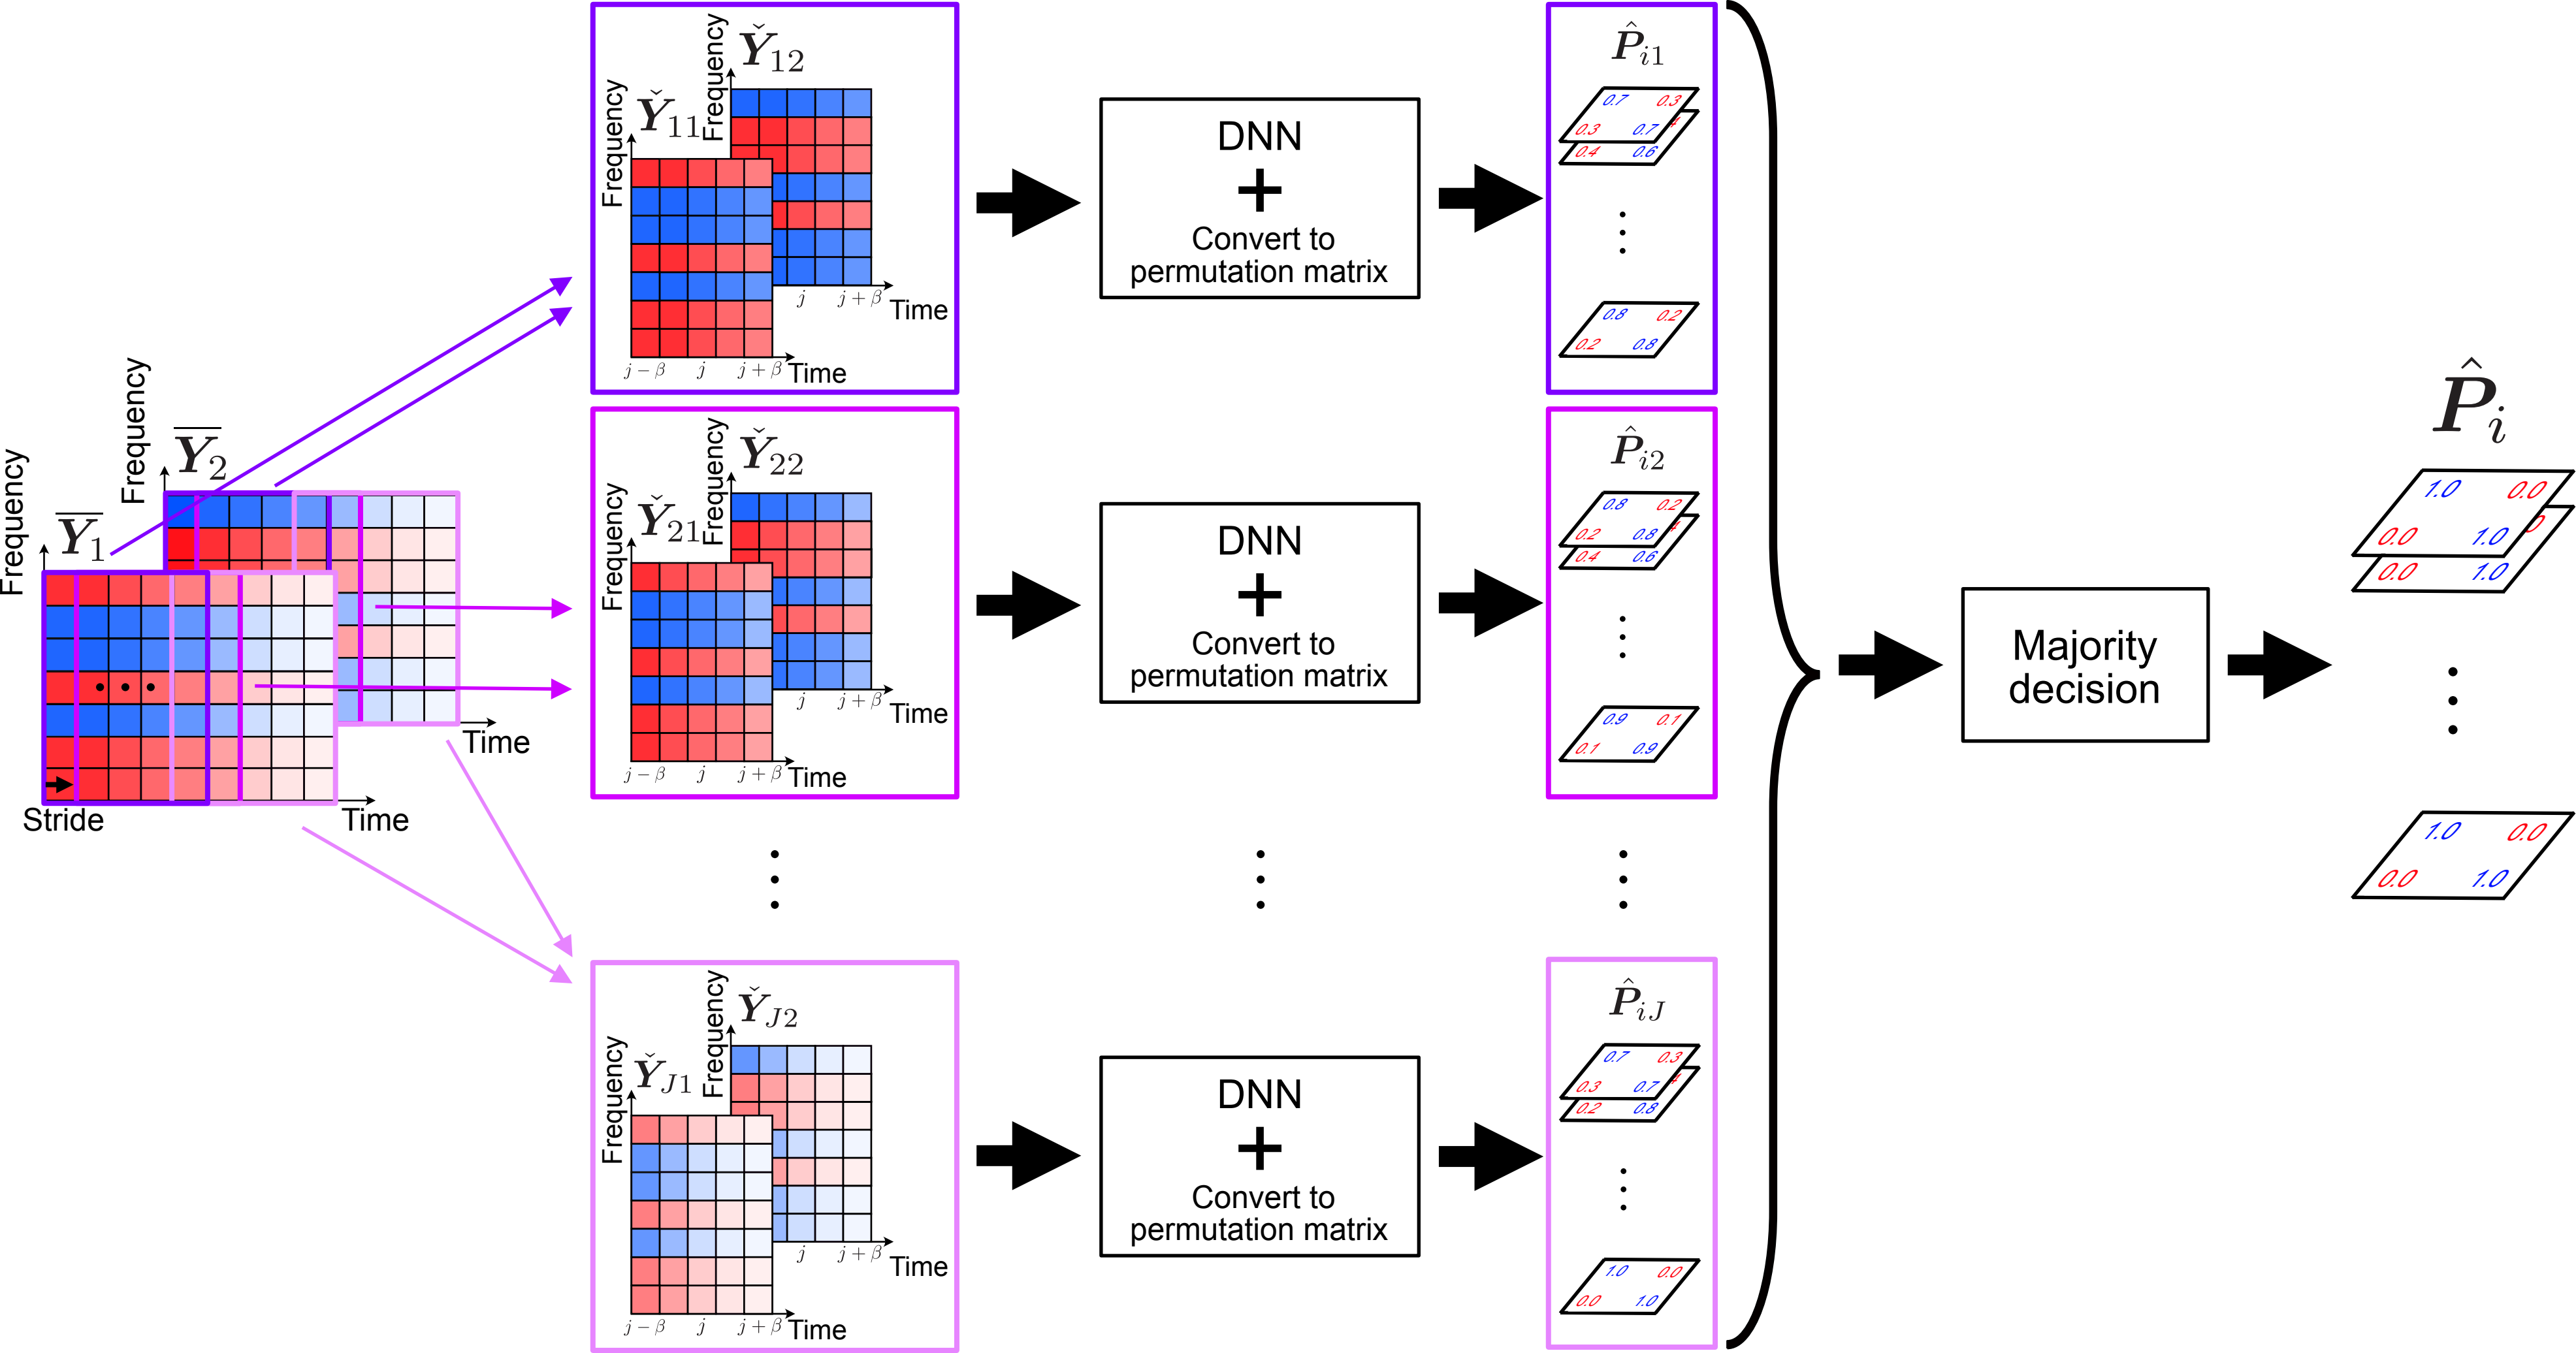 Frequency
Y̅₁
Frequency
Y̅₂
Stride
Time
Time
Frequency
Y̌₁₁
Frequency
Y̌₁₂
j − β
j
j + β
Time
j
j + β
Time
DNN
+
Convert to
permutation matrix
P̂ᵢ₁
0.7 0.3
0.3 0.7
0.4 0.6
0.8 0.2
0.2 0.8
Frequency
Y̌₂₁
Frequency
Y̌₂₂
j − β
j
j + β
Time
j
j + β
Time
DNN
+
Convert to
permutation matrix
P̂ᵢ₂
0.8 0.2
0.2 0.8
0.4 0.6
0.9 0.1
0.1 0.9
Frequency
Y̌_J1
Frequency
Y̌_J2
j − β
j
j + β
Time
j
j + β
Time
DNN
+
Convert to
permutation matrix
P̂_iJ
0.7 0.3
0.3 0.7
0.2 0.8
1.0 0.0
0.0 1.0
Majority
decision
P̂ᵢ
1.0 0.0
0.0 1.0
0.0 1.0
1.0 0.0
0.0 1.0